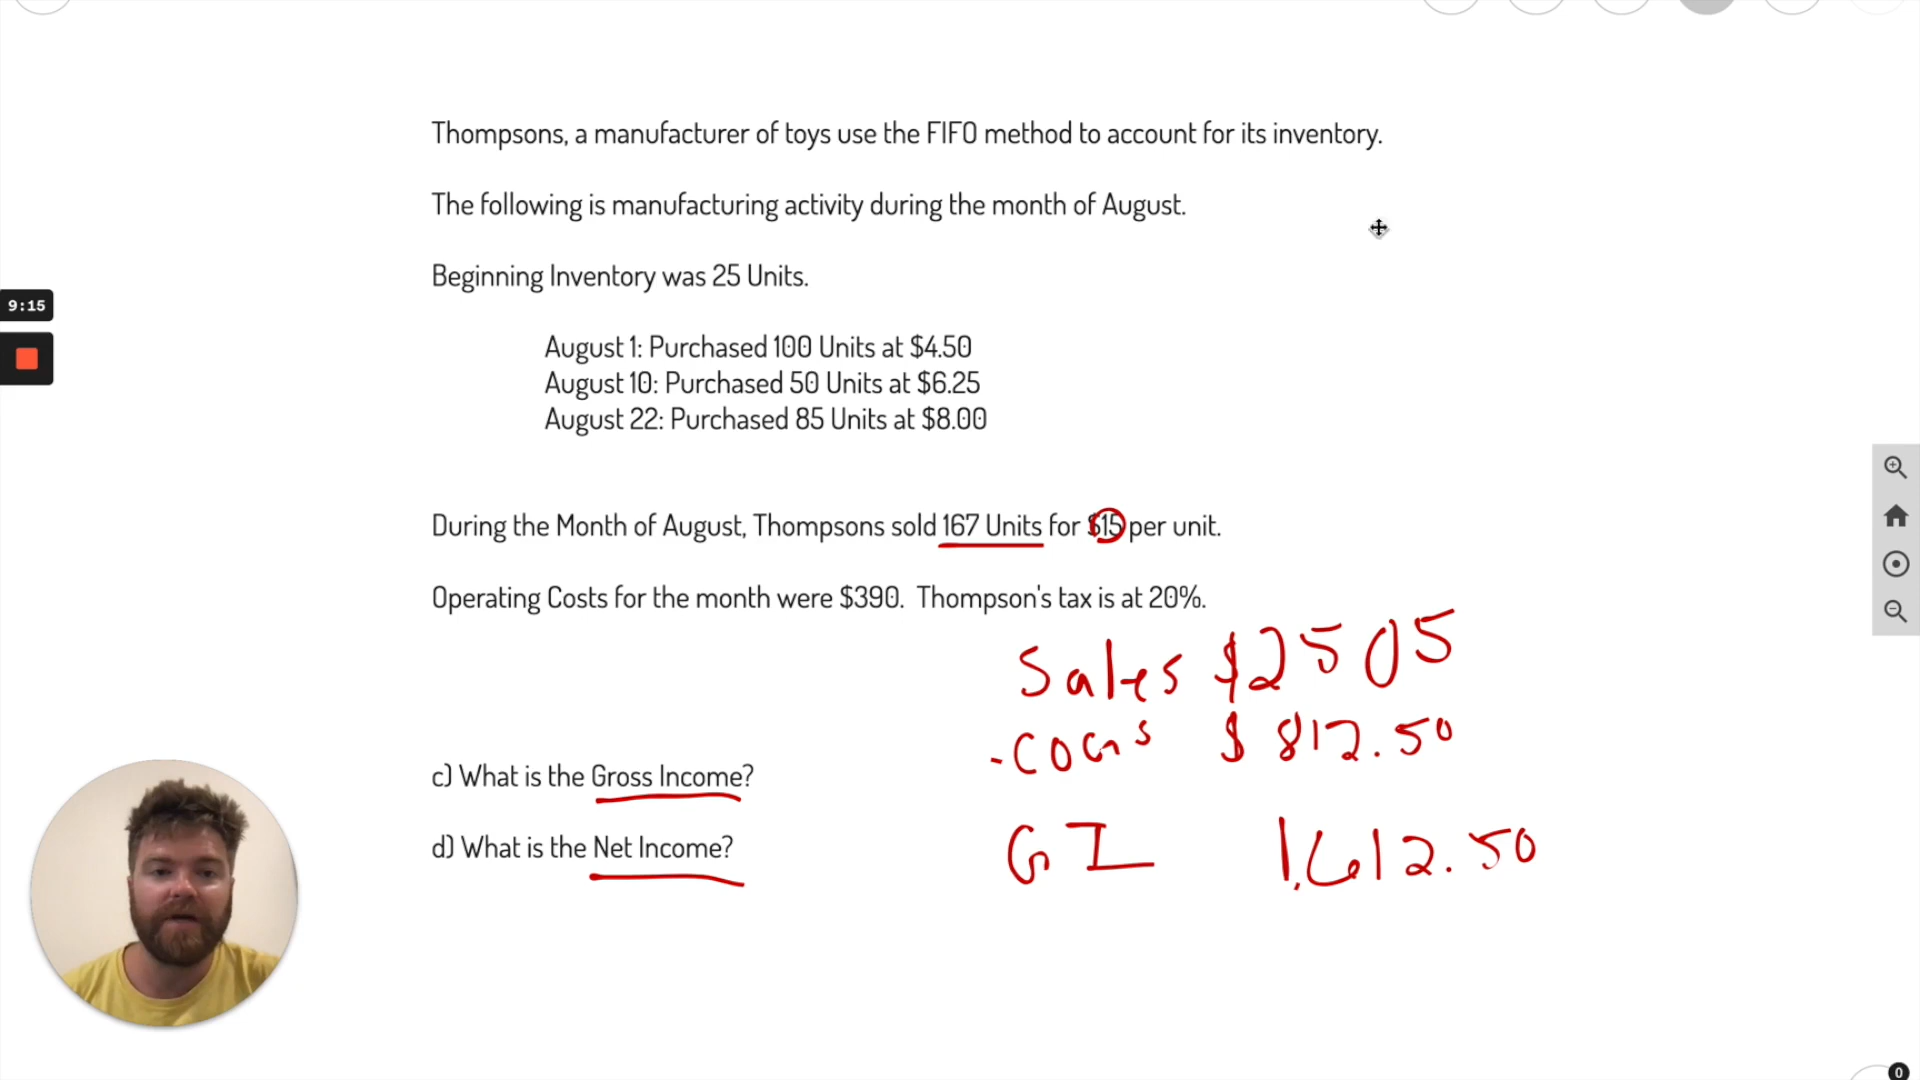 Thompsons, a manufacturer of toys use the FIFO method to account for its inventory.
The following is manufacturing activity during the month of August.
Beginning Inventory was 25 Units.
9:15
August 1: Purchased 100 Units at $4.50
August 10: Purchased 50 Units at $6.25
August 22: Purchased 85 Units at $8.00
During the Month of August, Thompsons sold 167 Units for $15 per unit.
Operating Costs for the month were $390. Thompson's tax is at 20%.
Sales $2505
- COGS $ 812.50
c) What is the Gross Income?
d) What is the Net Income?
GI 1,612.50
0